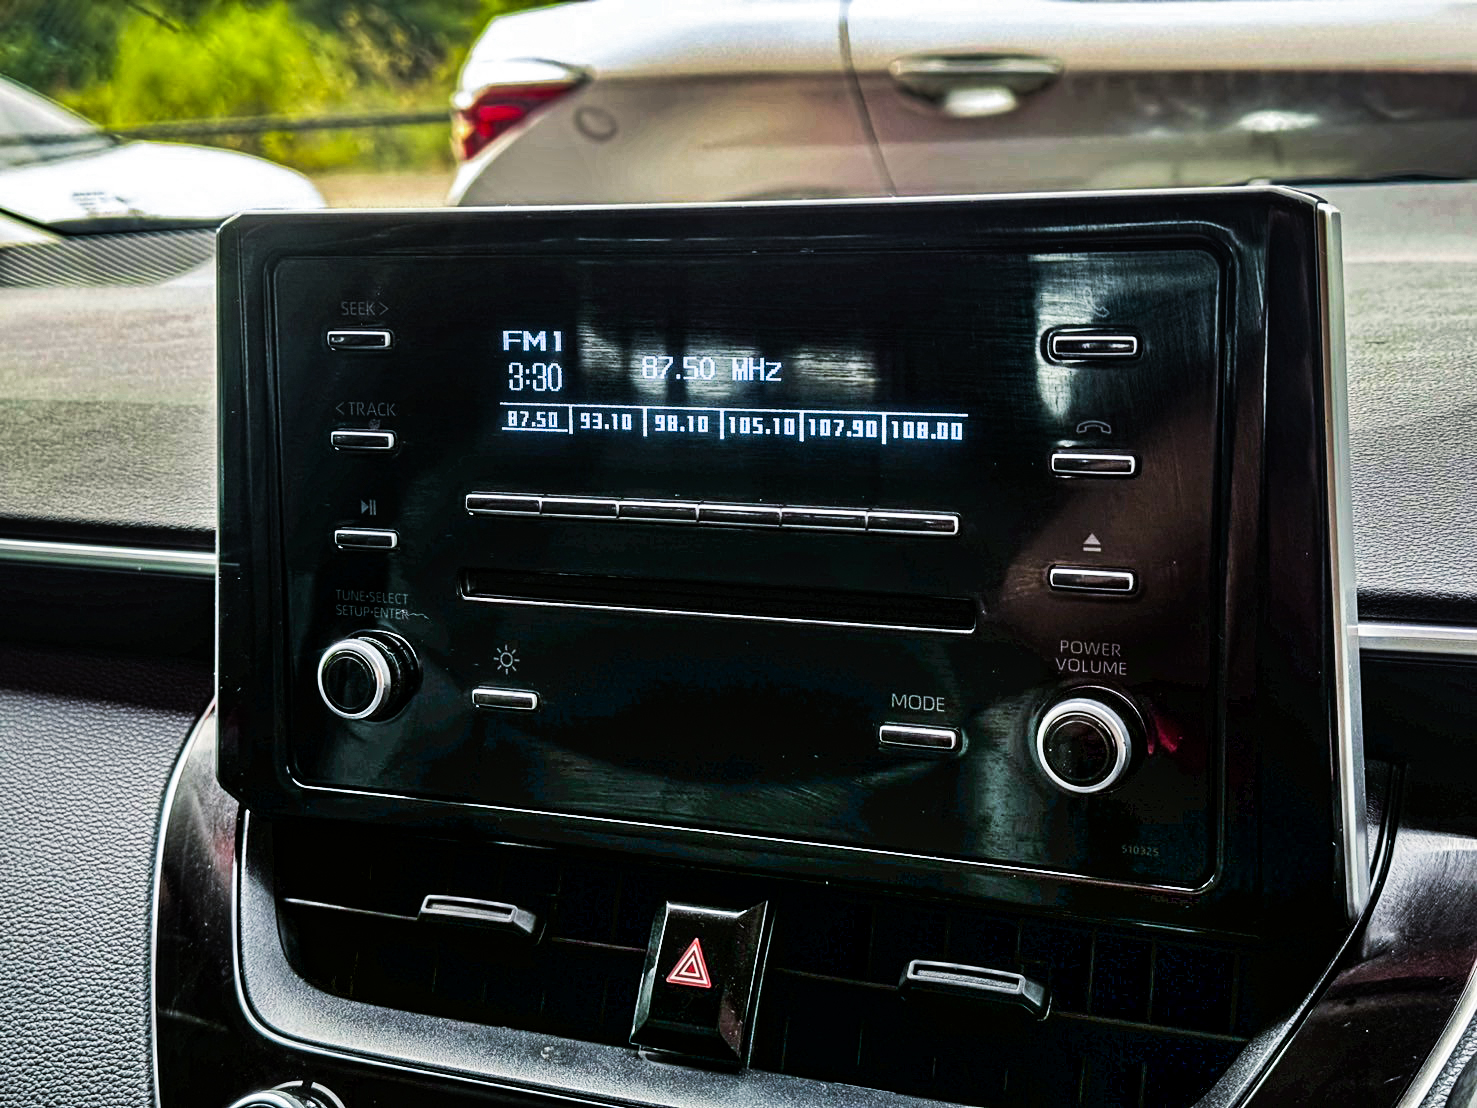 SEEK >
FM1
3:30
87.50 MHz
87.50 93.10 98.10 105.10 107.90 108.00
< TRACK
TUNE•SELECT
SETUP•ENTER
POWER
VOLUME
MODE
510325